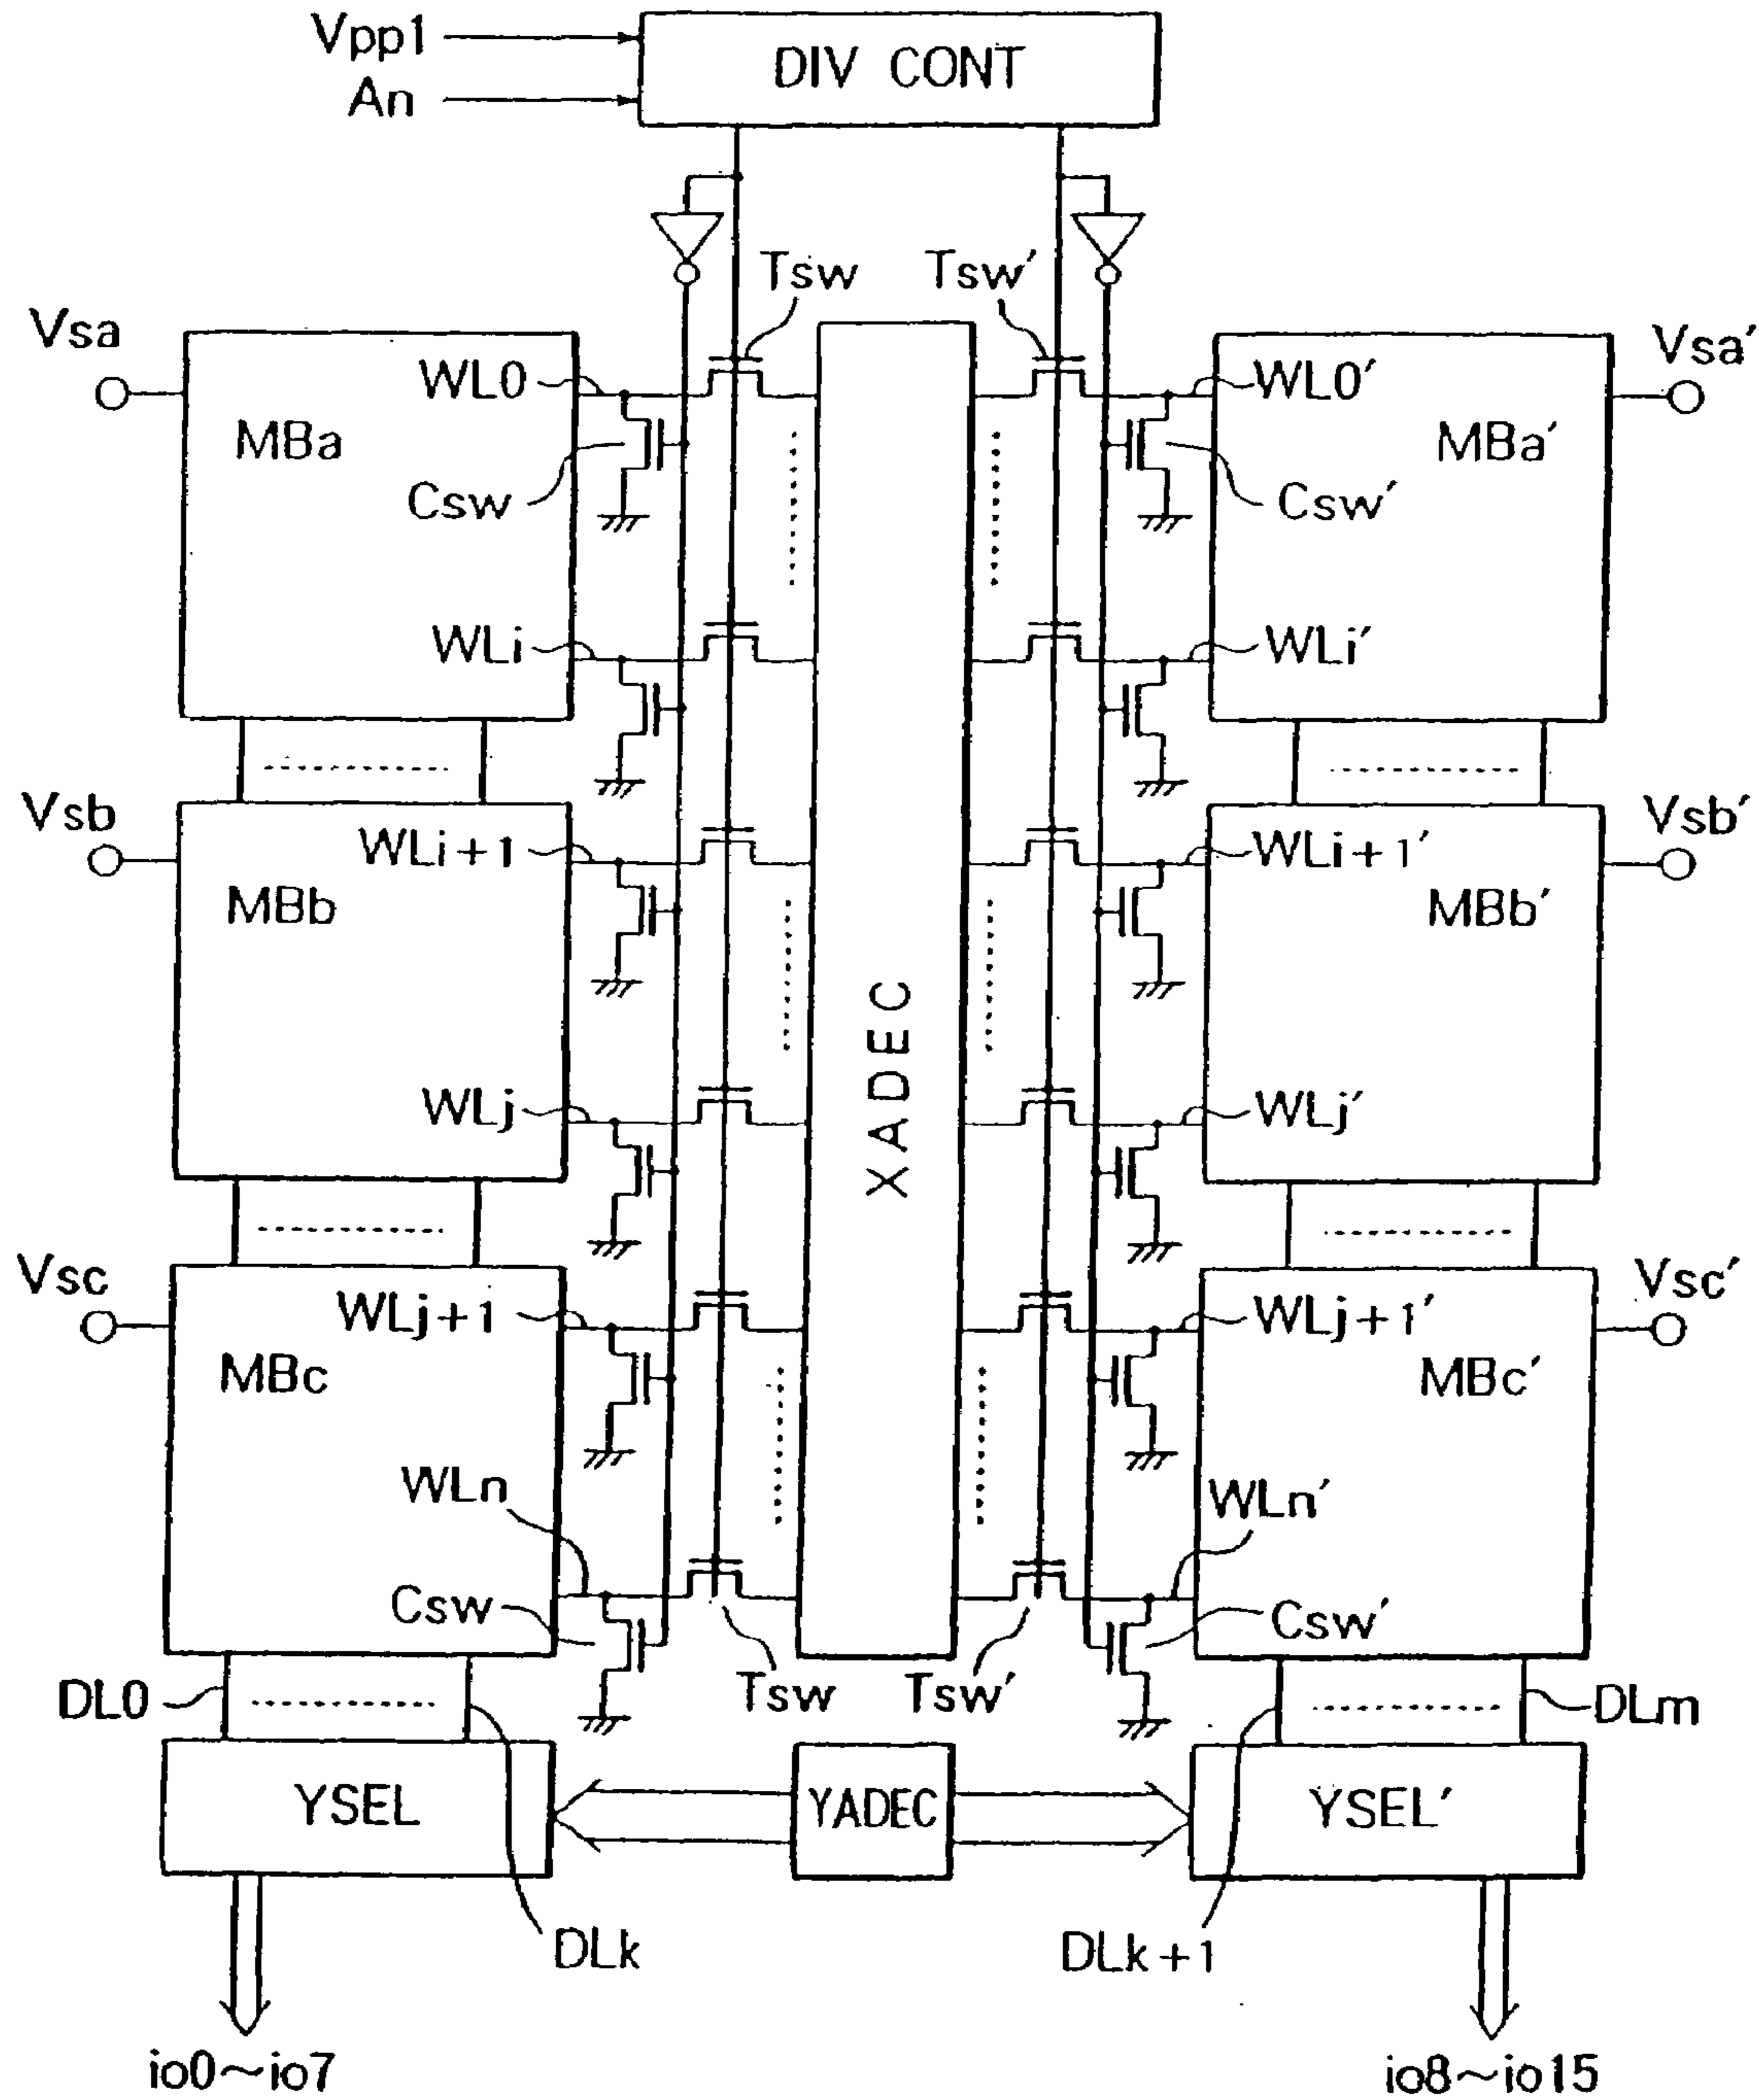 Vpp1
An
DIV CONT
Tsw
Tsw′
Vsa
WL0
WL0′
Vsa′
MBa
MBa′
Csw
Csw′
WLi
WLi′
Vsb
WLi+1
WLi+1′
Vsb′
MBb
MBb′
XADEC
WLj
WLj′
Vsc
WLj+1
WLj+1′
Vsc′
MBc
MBc′
WLn
WLn′
Csw
Csw′
DL0
Tsw
Tsw′
DLm
YSEL
YADEC
YSEL′
DLk
DLk+1
io0~io7
io8~io15